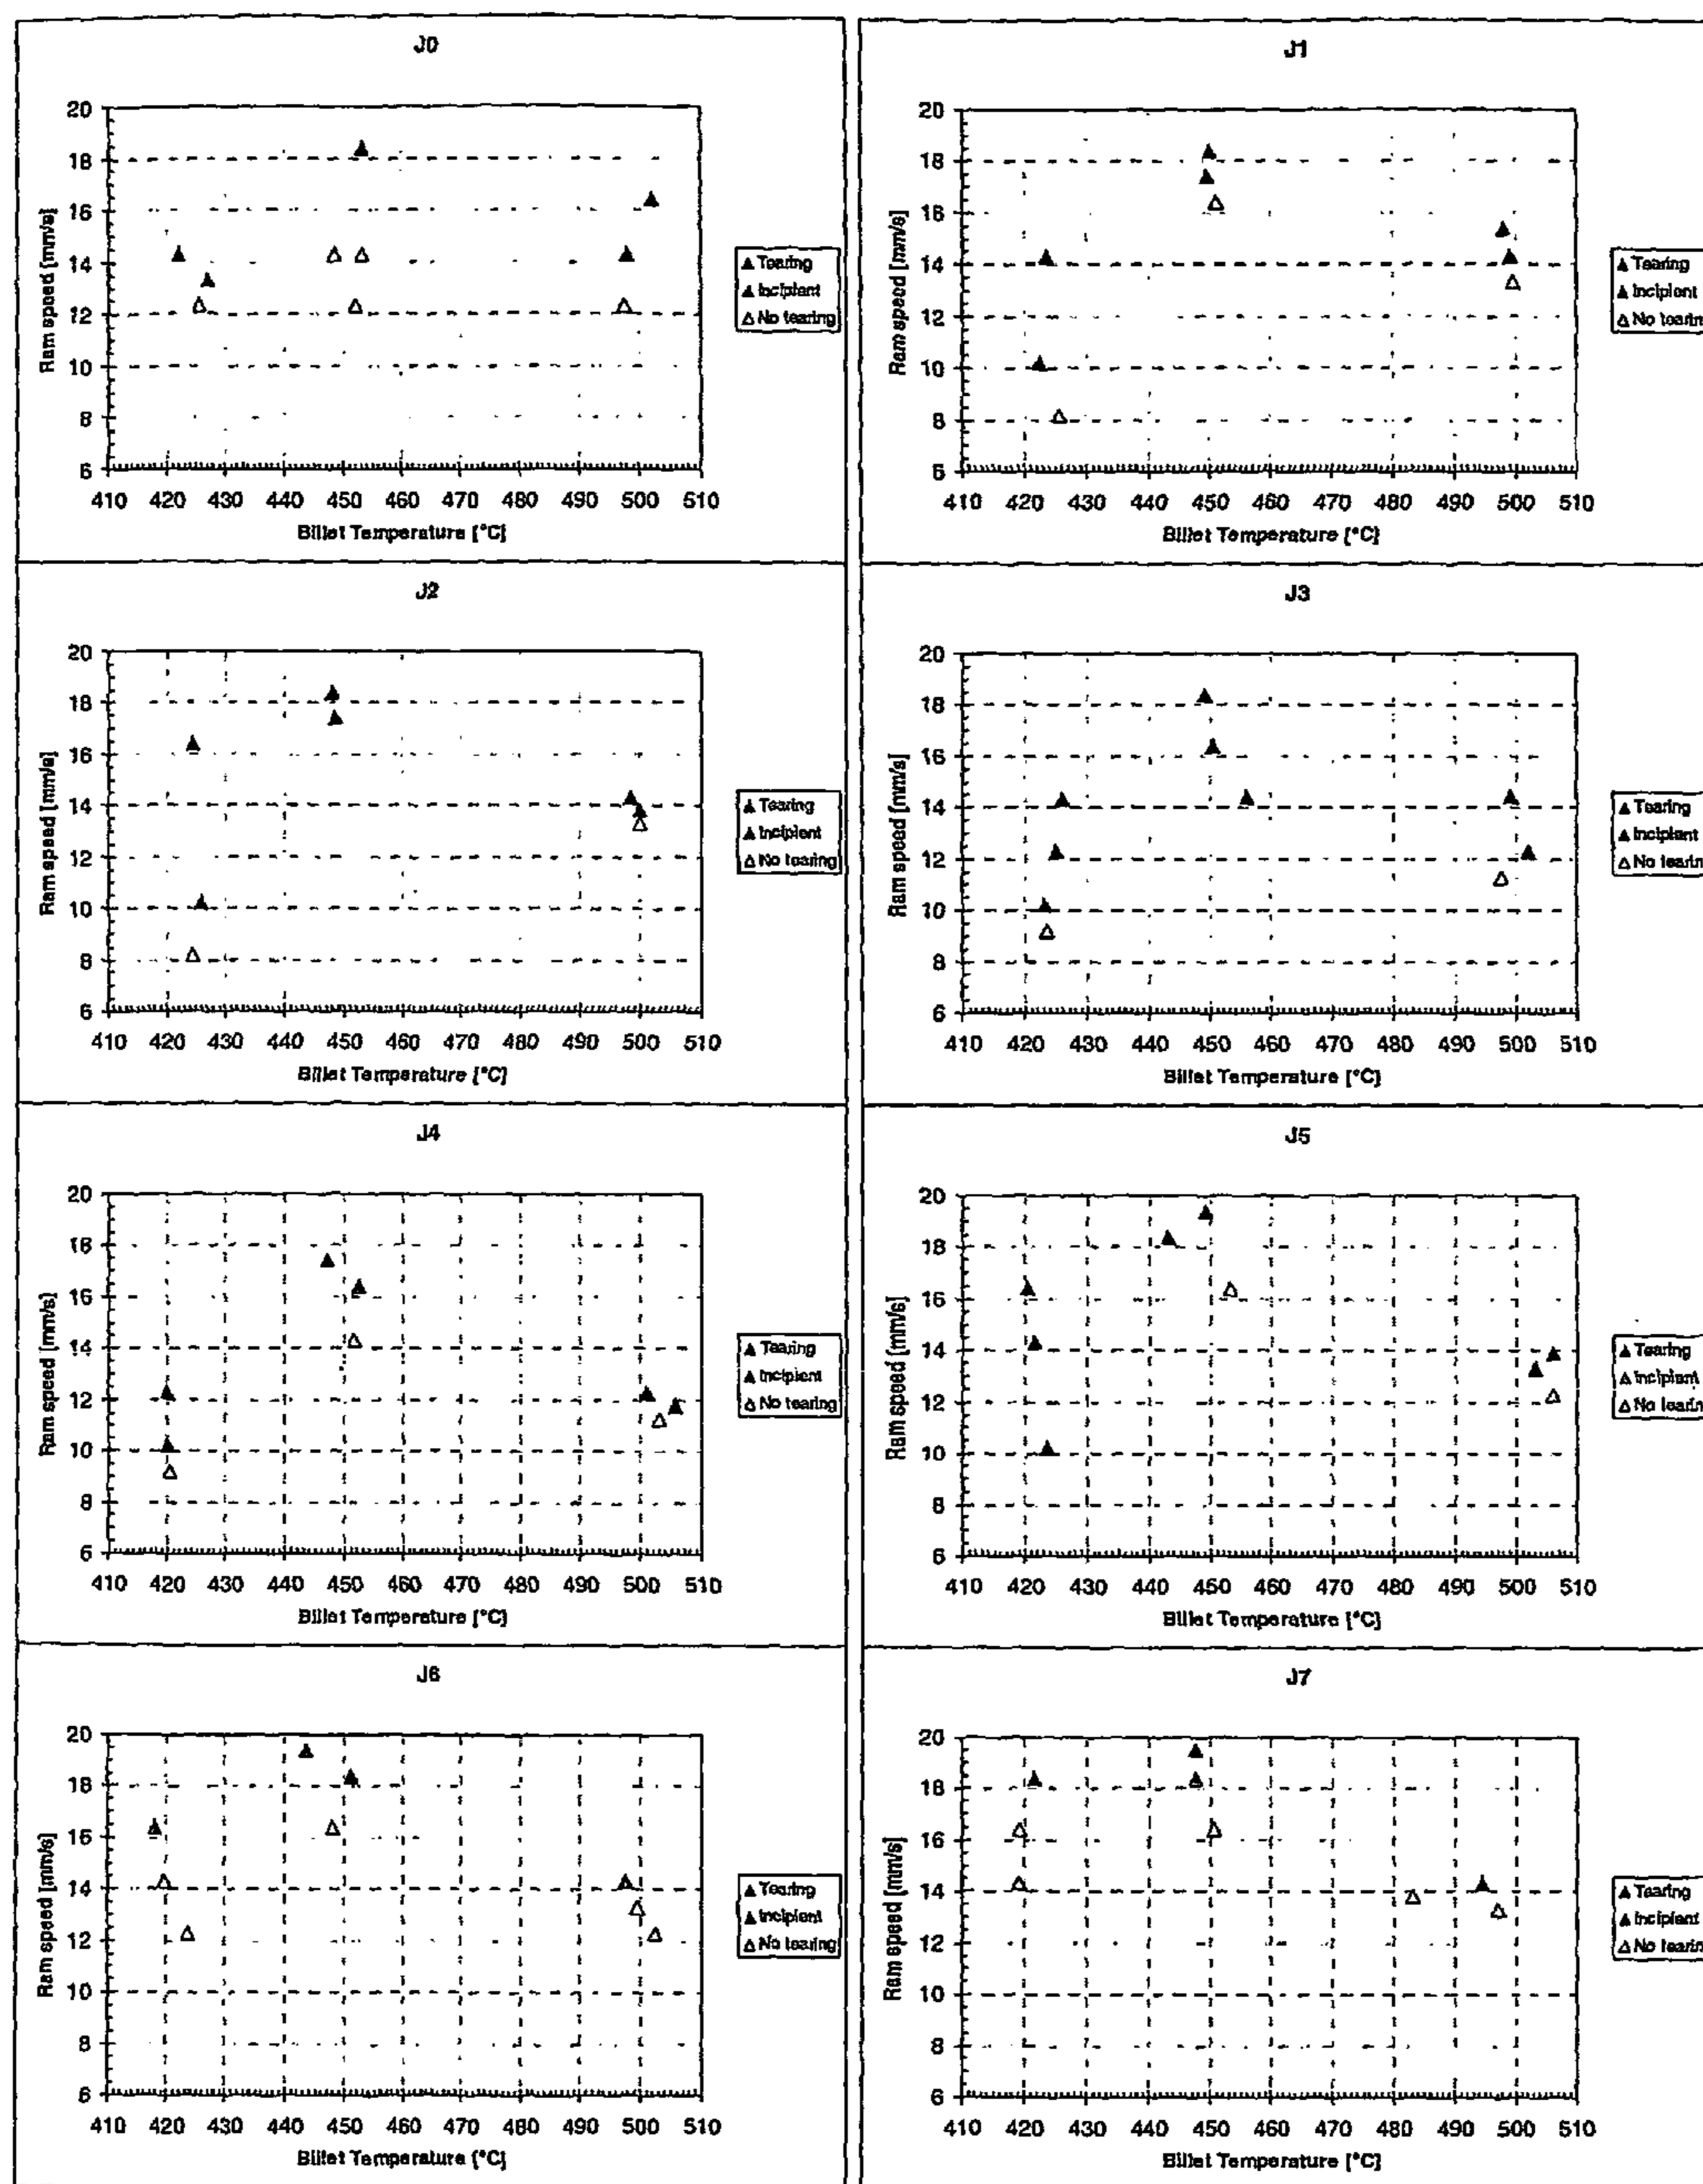 J0
20
18
16
14
12
10
8
6
Ram speed [mm/s]
410 420 430 440 450 460 470 480 490 500 510
Billet Temperature [°C]
Tearing
Incipient
No tearing
J1
20
18
16
14
12
10
8
6
Ram speed [mm/s]
410 420 430 440 450 460 470 480 490 500 510
Billet Temperature [°C]
Tearing
Incipient
No tearin
J2
20
18
16
14
12
10
8
6
Ram speed [mm/s]
410 420 430 440 450 460 470 480 490 500 510
Billet Temperature [°C]
Tearing
Incipient
No tearing
J3
20
18
16
14
12
10
8
6
Ram speed [mm/s]
410 420 430 440 450 460 470 480 490 500 510
Billet Temperature [°C]
Tearing
Incipient
No tearin
J4
20
18
16
14
12
10
8
6
Ram speed [mm/s]
410 420 430 440 450 460 470 480 490 500 510
Billet Temperature [°C]
Tearing
Incipient
No tearing
J5
20
18
16
14
12
10
8
6
Ram speed [mm/s]
410 420 430 440 450 460 470 480 490 500 510
Billet Temperature [°C]
Tearing
Incipient
No tearin
J6
20
18
16
14
12
10
8
6
Ram speed [mm/s]
410 420 430 440 450 460 470 480 490 500 510
Billet Temperature [°C]
Tearing
Incipient
No tearing
J7
20
18
16
14
12
10
8
6
Ram speed [mm/s]
410 420 430 440 450 460 470 480 490 500 510
Billet Temperature [°C]
Tearing
Incipient
No tearin